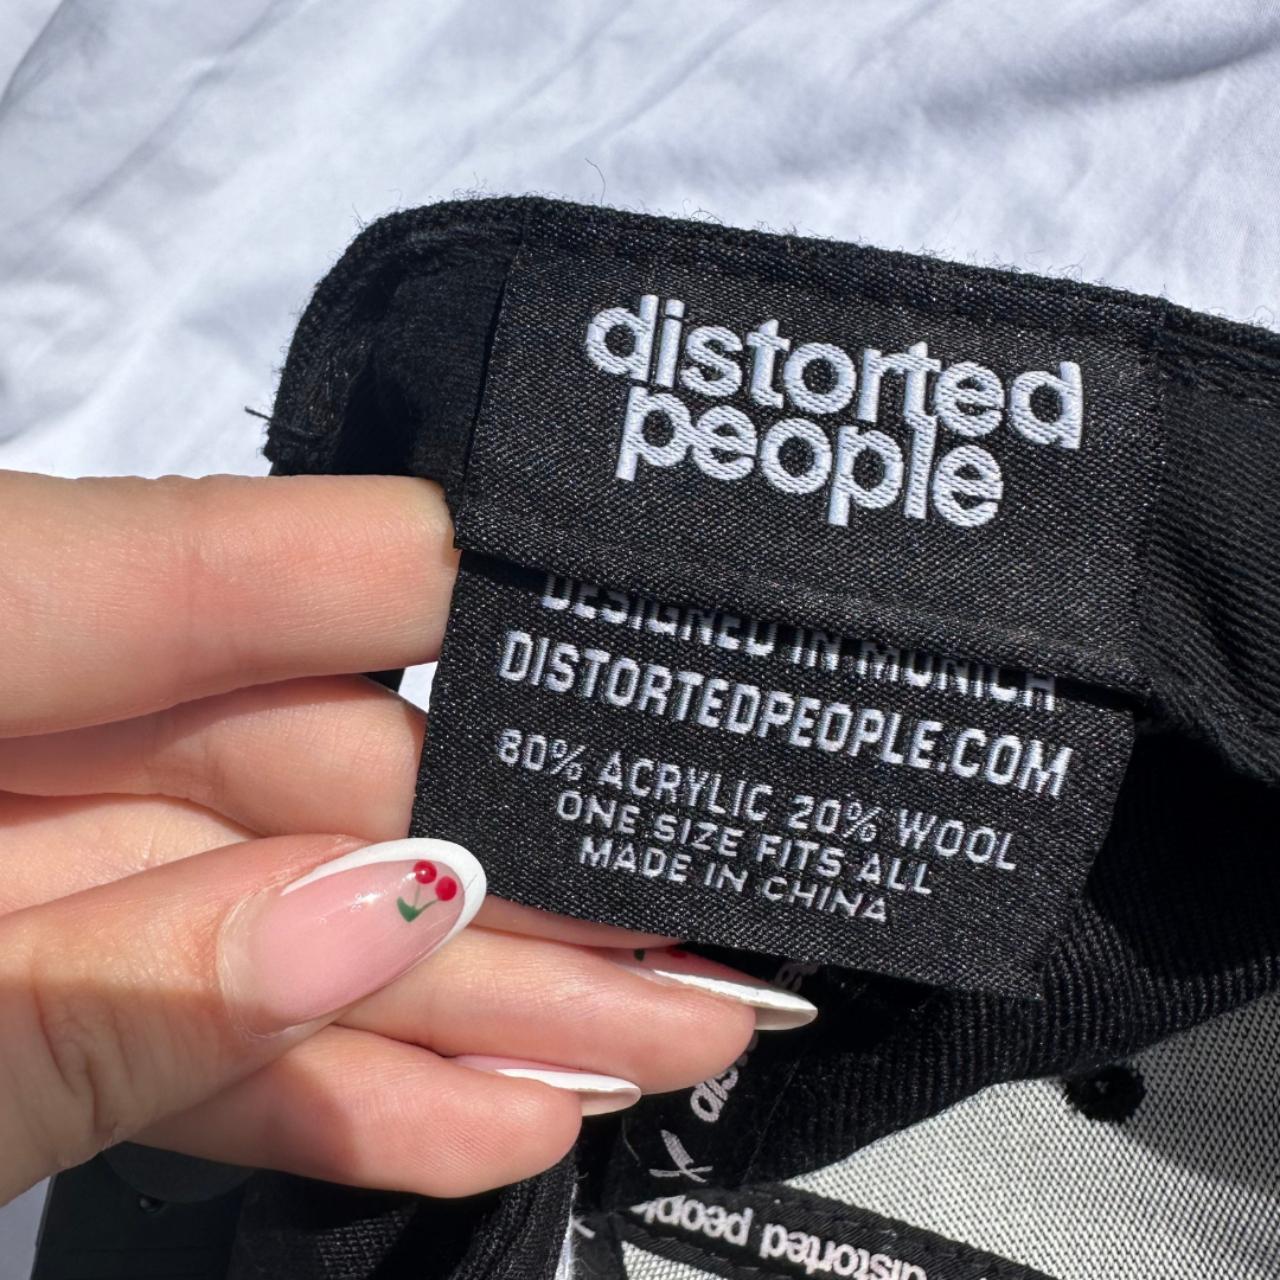 distorted
people
DESIGNED IN MUNICH
DISTORTEDPEOPLE.COM
80% ACRYLIC 20% WOOL
ONE SIZE FITS ALL
MADE IN CHINA
distorted people